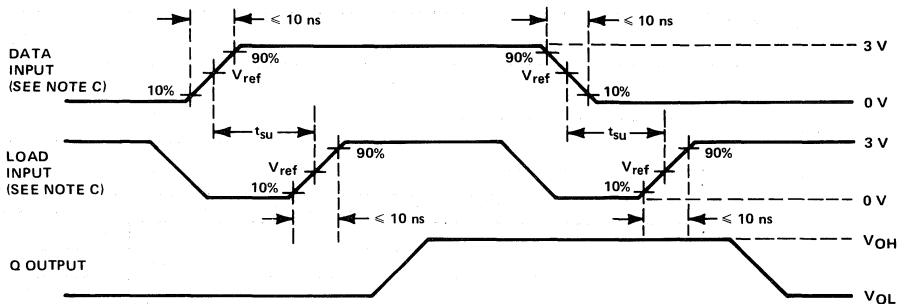 ≤ 10 ns
≤ 10 ns
DATA
INPUT
(SEE NOTE C)
90%
Vref
10%
90%
Vref
10%
3 V
0 V
tsu
tsu
LOAD
INPUT
(SEE NOTE C)
Vref
90%
10%
Vref
90%
10%
3 V
0 V
≤ 10 ns
≤ 10 ns
Q OUTPUT
VOH
VOL